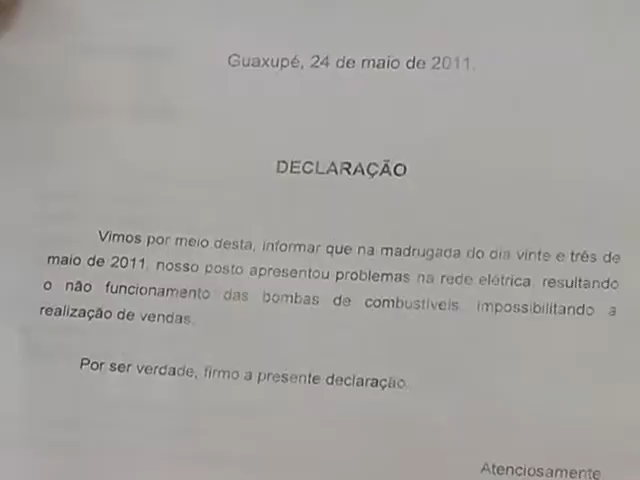 Guaxupé, 24 de maio de 2011.
DECLARAÇÃO
Vimos por meio desta, informar que na madrugada do dia vinte e três de
maio de 2011, nosso posto apresentou problemas na rede elétrica, resultando
o não funcionamento das bombas de combustíveis, impossibilitando a
realização de vendas.
Por ser verdade, firmo a presente declaração.
Atenciosamente